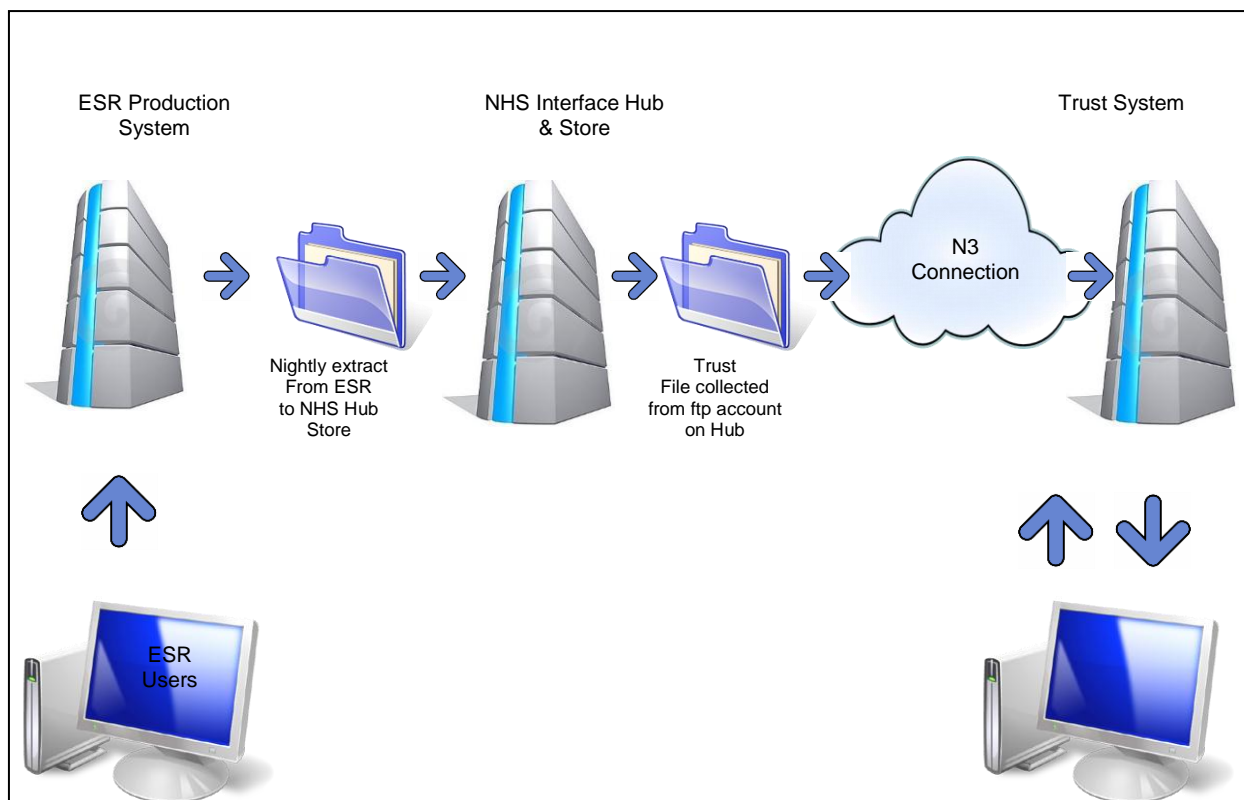 ESR Production
System
NHS Interface Hub
& Store
Trust System
N3
Connection
Nightly extract
From ESR
to NHS Hub
Store
Trust
File collected
from ftp account
on Hub
ESR
Users